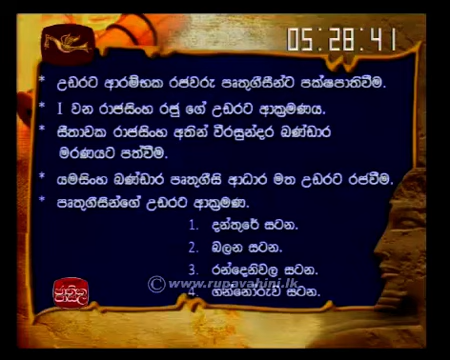 05:28:41
* උඩරට ආරම්භක රජවරු පෘතුගීසීන්ට පක්ෂපාතිවීම.
* I වන රාජසිංහ රජු ගේ උඩරට ආක්‍රමණය.
* සීතාවක රාජසිංහ අතින් වීරසුන්දර බණ්ඩාර
මරණයට පත්වීම.
* යමසිංහ බණ්ඩාර පෘතුගීසි ආධාර මත උඩරට රජවීම.
* පෘතුගීසින්ගේ උඩරට ආක්‍රමණ.
1. දන්තුරේ සටන.
2. බලන සටන.
3. රන්දෙනිවල සටන.
4. ගන්නෝරුව සටන.
© www.rupavahini.lk
ජාතික